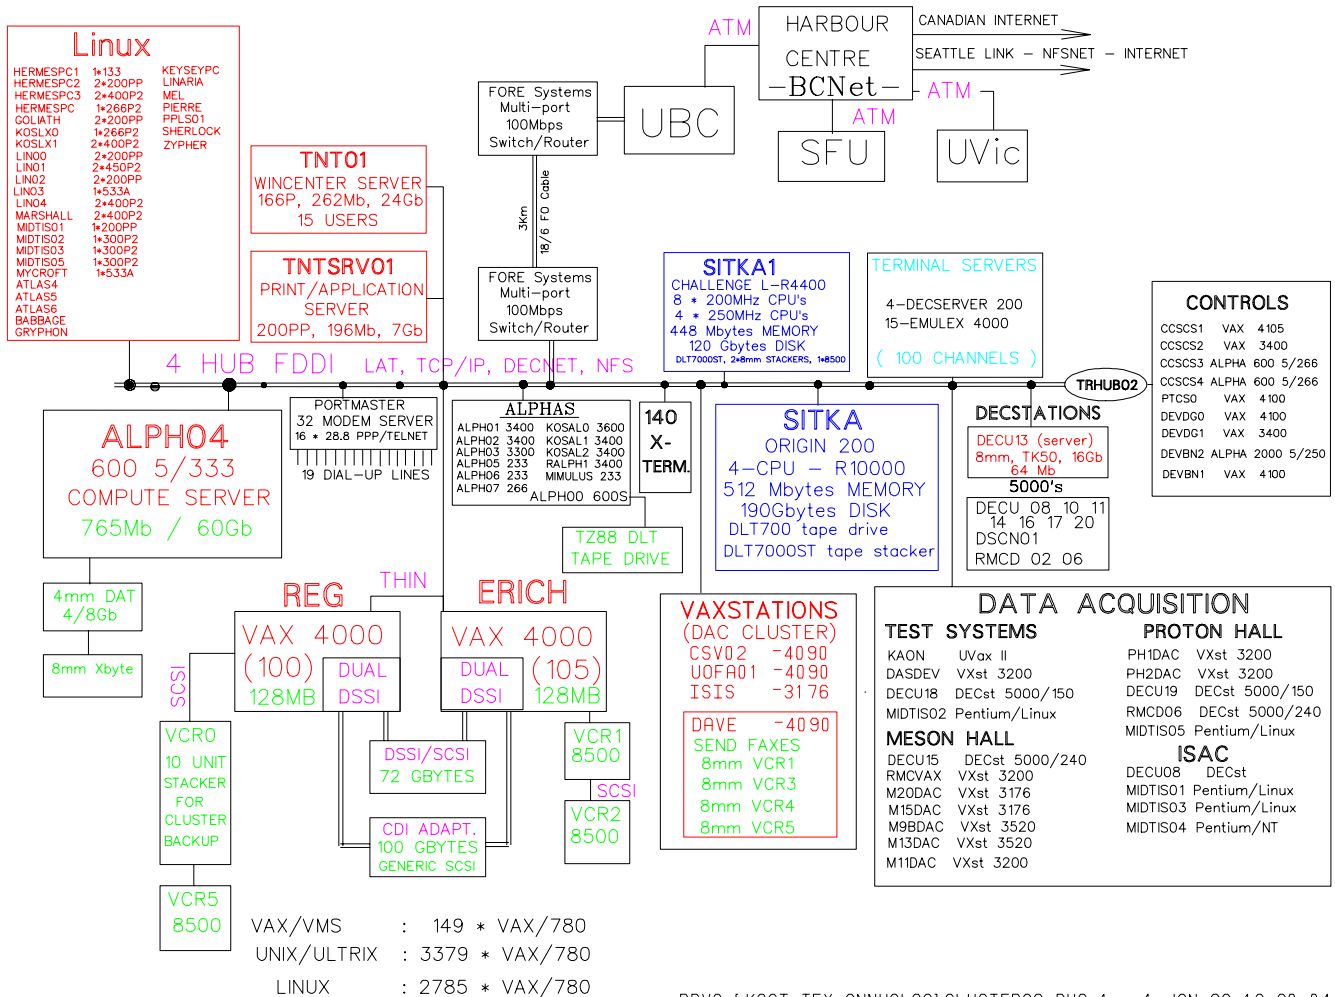 Linux
HERMESPC1 1*133 KEYSEYPC
HERMESPC2 2*200PP LINARIA
HERMESPC3 2*400P2 MEL
HERMESPC 1*266P2 PIERRE
GOLIATH 2*200PP PPLS01
KOSLX0 1*266P2 SHERLOCK
KOSLX1 2*400P2 ZYPHER
LIN00 2*200PP
LIN01 2*450P2
LIN02 2*200PP
LIN03 1*533A
LIN04 2*400P2
MARSHALL 2*400P2
MIDTIS01 1*200PP
MIDTIS02 1*300P2
MIDTIS03 1*300P2
MIDTIS05 1*300P2
MYCROFT 1*533A
ATLAS4
ATLAS5
ATLAS6
BABBAGE
GRYPHON
TNT01
WINCENTER SERVER
166P, 262Mb, 24Gb
15 USERS
TNTSRV01
PRINT/APPLICATION
SERVER
200PP, 196Mb, 7Gb
FORE Systems
Multi-port
100Mbps
Switch/Router
3Km
18/6 FO Cable
FORE Systems
Multi-port
100Mbps
Switch/Router
UBC
ATM
HARBOUR
CENTRE
-BCNet-
CANADIAN INTERNET
SEATTLE LINK - NFSNET - INTERNET
ATM
ATM
SFU
UVic
SITKA1
CHALLENGE L-R4400
8 * 200MHz CPU's
4 * 250MHz CPU's
448 Mbytes MEMORY
120 Gbytes DISK
DLT7000ST, 2*8mm STACKERS, 1*8500
TERMINAL SERVERS
4-DECSERVER 200
15-EMULEX 4000
( 100 CHANNELS )
CONTROLS
CCSCS1 VAX 4105
CCSCS2 VAX 3400
CCSCS3 ALPHA 600 5/266
CCSCS4 ALPHA 600 5/266
PTCS0 VAX 4100
DEVDG0 VAX 4100
DEVDG1 VAX 3400
DEVBN2 ALPHA 2000 5/250
DEVBN1 VAX 4100
4 HUB FDDI LAT, TCP/IP, DECNET, NFS
TRHUB02
ALPH04
600 5/333
COMPUTE SERVER
765Mb / 60Gb
4mm DAT
4/8Gb
8mm Xbyte
PORTMASTER
32 MODEM SERVER
16 * 28.8 PPP/TELNET
19 DIAL-UP LINES
ALPHAS
ALPH01 3400 KOSAL0 3600
ALPH02 3400 KOSAL1 3400
ALPH03 3300 KOSAL2 3400
ALPH05 233 RALPH1 3400
ALPH06 233 MIMULUS 233
ALPH07 266
ALPH00 600S
TZ88 DLT
TAPE DRIVE
140
X-
TERM.
SITKA
ORIGIN 200
4-CPU - R10000
512 Mbytes MEMORY
190Gbytes DISK
DLT700 tape drive
DLT7000ST tape stacker
DECSTATIONS
DECU13 (server)
8mm, TK50, 16Gb
64 Mb
5000's
DECU 08 10 11
14 16 17 20
DSCN01
RMCD 02 06
THIN
REG
VAX 4000
(100)
128MB
DUAL
DSSI
ERICH
VAX 4000
(105)
128MB
DUAL
DSSI
SCSI
VCR0
10 UNIT
STACKER
FOR
CLUSTER
BACKUP
VCR5
8500
DSSI/SCSI
72 GBYTES
CDI ADAPT.
100 GBYTES
GENERIC SCSI
VCR1
8500
SCSI
VCR2
8500
VAXSTATIONS
(DAC CLUSTER)
CSV02 -4090
UOFA01 -4090
ISIS -3176
DAVE -4090
SEND FAXES
8mm VCR1
8mm VCR3
8mm VCR4
8mm VCR5
DATA ACQUISITION
TEST SYSTEMS
KAON UVax II
DASDEV VXst 3200
DECU18 DECst 5000/150
MIDTIS02 Pentium/Linux
MESON HALL
DECU15 DECst 5000/240
RMCVAX VXst 3200
M20DAC VXst 3176
M15DAC VXst 3176
M9BDAC VXst 3520
M13DAC VXst 3520
M11DAC VXst 3200
PROTON HALL
PH1DAC VXst 3200
PH2DAC VXst 3200
DECU19 DECst 5000/150
RMCD06 DECst 5000/240
MIDTIS05 Pentium/Linux
ISAC
DECU08 DECst
MIDTIS01 Pentium/Linux
MIDTIS03 Pentium/Linux
MIDTIS04 Pentium/NT
VAX/VMS : 149 * VAX/780
UNIX/ULTRIX : 3379 * VAX/780
LINUX : 2785 * VAX/780